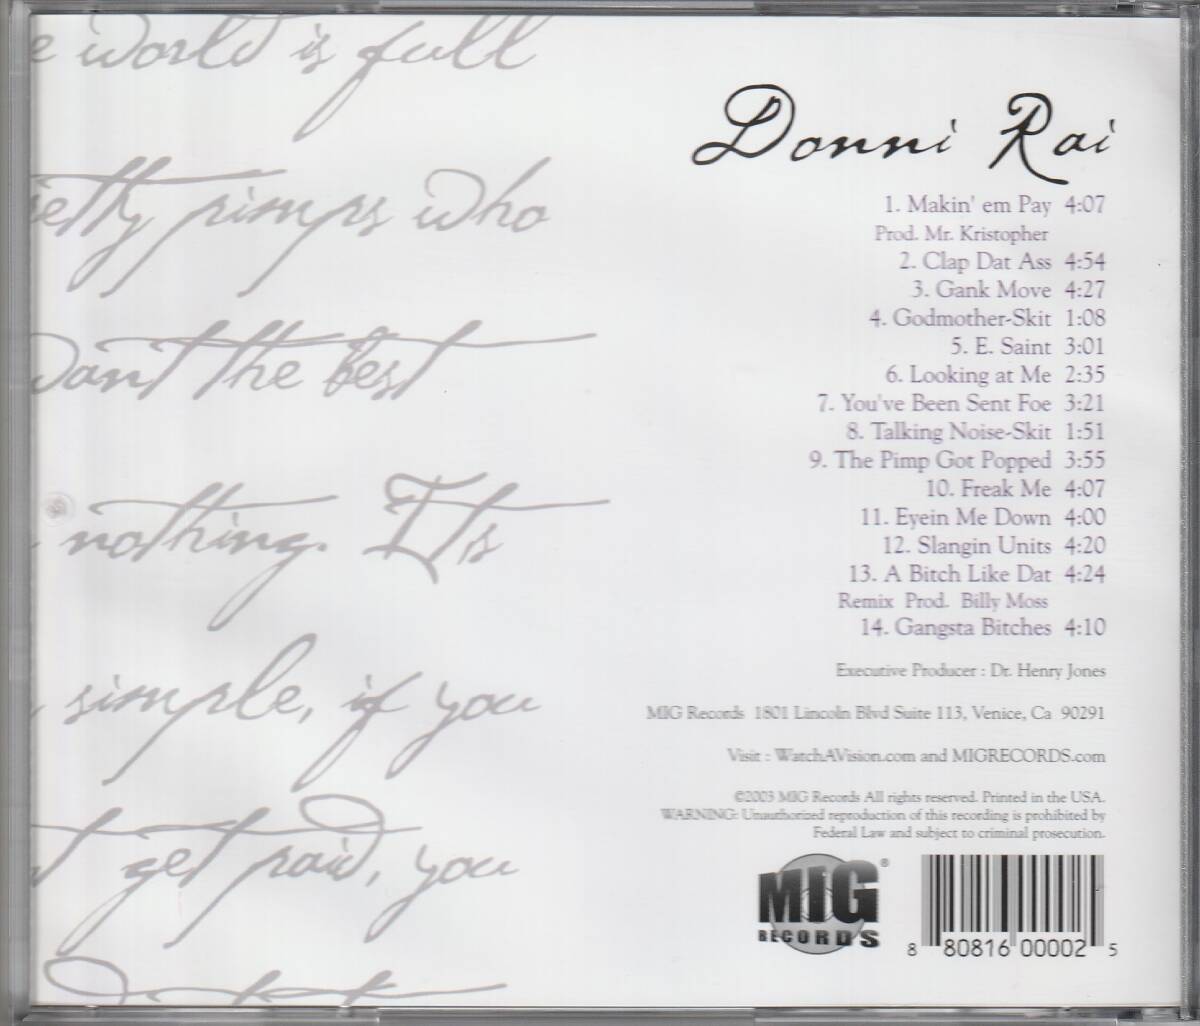 world is full
pimps who
the best
nothing. It's
simple, if you
get paid, you
Donni Rai
1. Makin' em Pay 4:07
Prod. Mr. Kristopher
2. Clap Dat Ass 4:54
3. Gank Move 4:27
4. Godmother-Skit 1:08
5. E. Saint 3:01
6. Looking at Me 2:35
7. You've Been Sent Foe 3:21
8. Talking Noise-Skit 1:51
9. The Pimp Got Popped 3:55
10. Freak Me 4:07
11. Eyein Me Down 4:00
12. Slangin Units 4:20
13. A Bitch Like Dat 4:24
Remix Prod. Billy Moss
14. Gangsta Bitches 4:10
Executive Producer : Dr. Henry Jones
MIG Records 1801 Lincoln Blvd Suite 113, Venice, Ca 90291
Visit : WatchAVision.com and MIGRECORDS.com
©2003 MIG Records All rights reserved. Printed in the USA.
WARNING: Unauthorized reproduction of this recording is prohibited by
Federal Law and subject to criminal prosecution.
MIG®
RECORDS
8 80816 00002 5